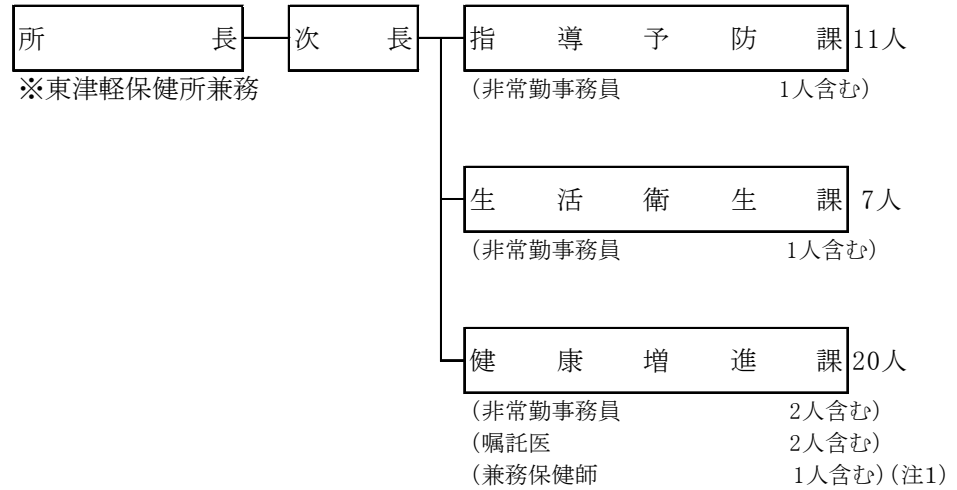 所長 次長 指導予防課 11人
※東津軽保健所兼務 (非常勤事務員 1人含む)
生活衛生課 7人
(非常勤事務員 1人含む)
健康増進課 20人
(非常勤事務員 2人含む)
(嘱託医 2人含む)
(兼務保健師 1人含む)(注1)